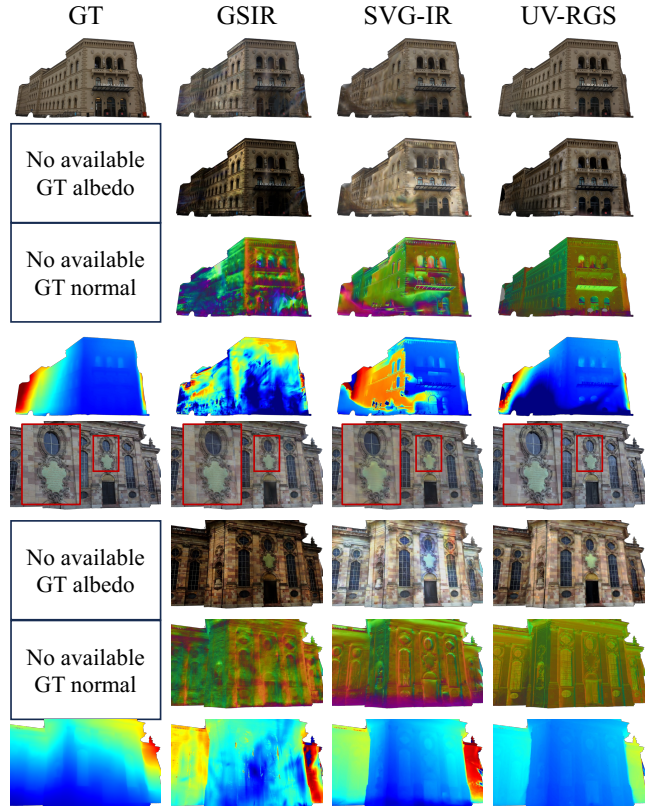 GT GSIR SVG-IR UV-RGS
No available
GT albedo
No available
GT normal
No available
GT albedo
No available
GT normal